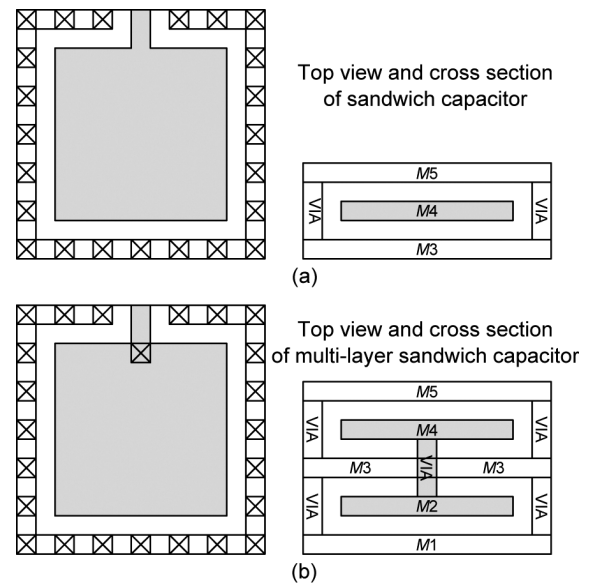 Top view and cross section
of sandwich capacitor
M5
VIA
M4
VIA
M3
(a)
Top view and cross section
of multi-layer sandwich capacitor
M5
VIA
M4
VIA
M3
VIA
M3
VIA
M2
VIA
M1
(b)